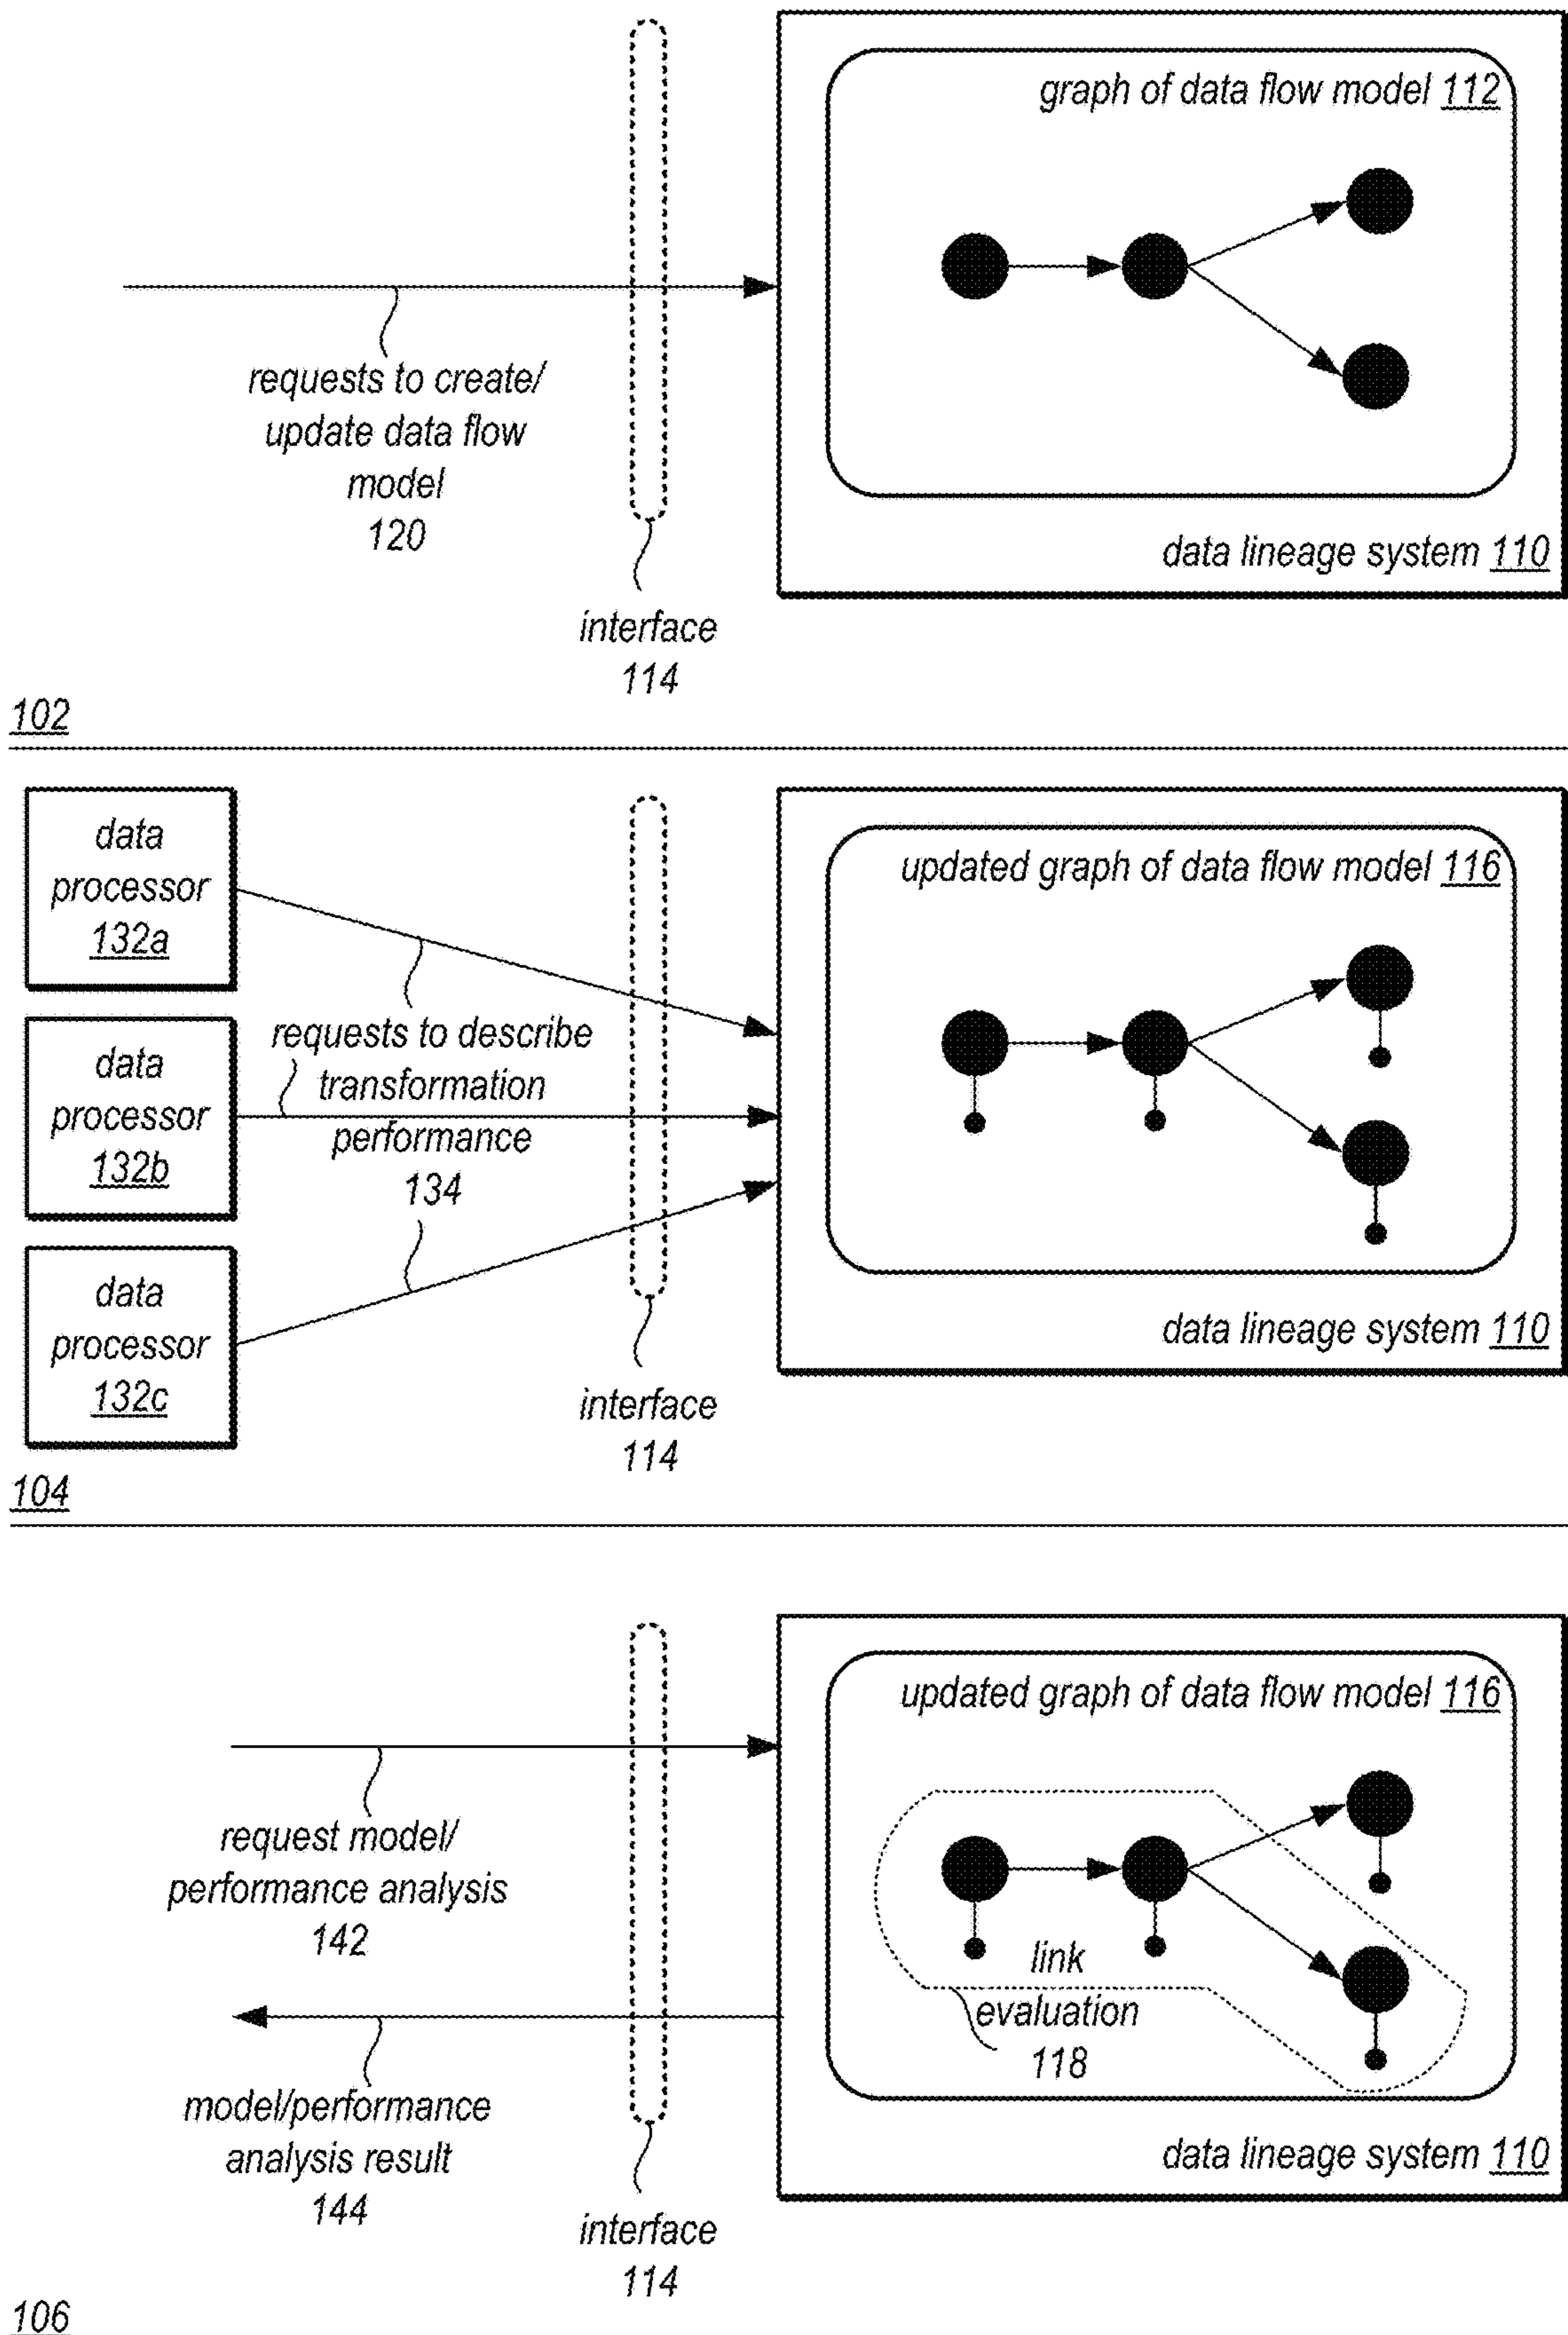 graph of data flow model 112
requests to create/
update data flow
model
120
data lineage system 110
interface
114
102
data
processor
132a
data
processor
132b
data
processor
132c
requests to describe
transformation
performance
134
updated graph of data flow model 116
data lineage system 110
interface
114
104
updated graph of data flow model 116
request model/
performance analysis
142
link
evaluation
118
model/performance
analysis result
144
data lineage system 110
interface
114
106